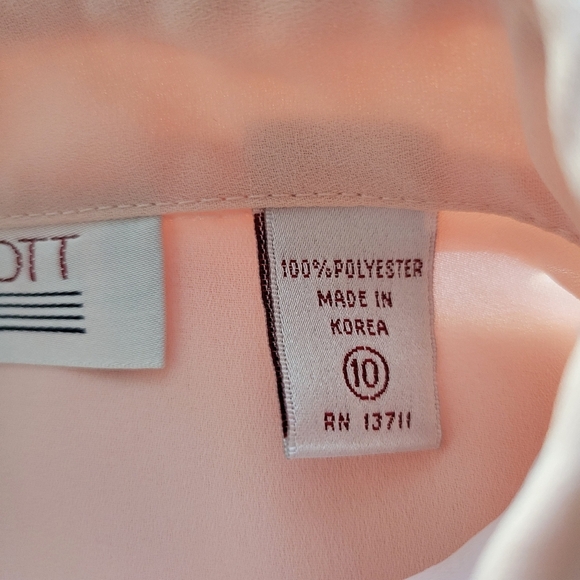 OTT
100%POLYESTER
MADE IN
KOREA
10
RN 13711